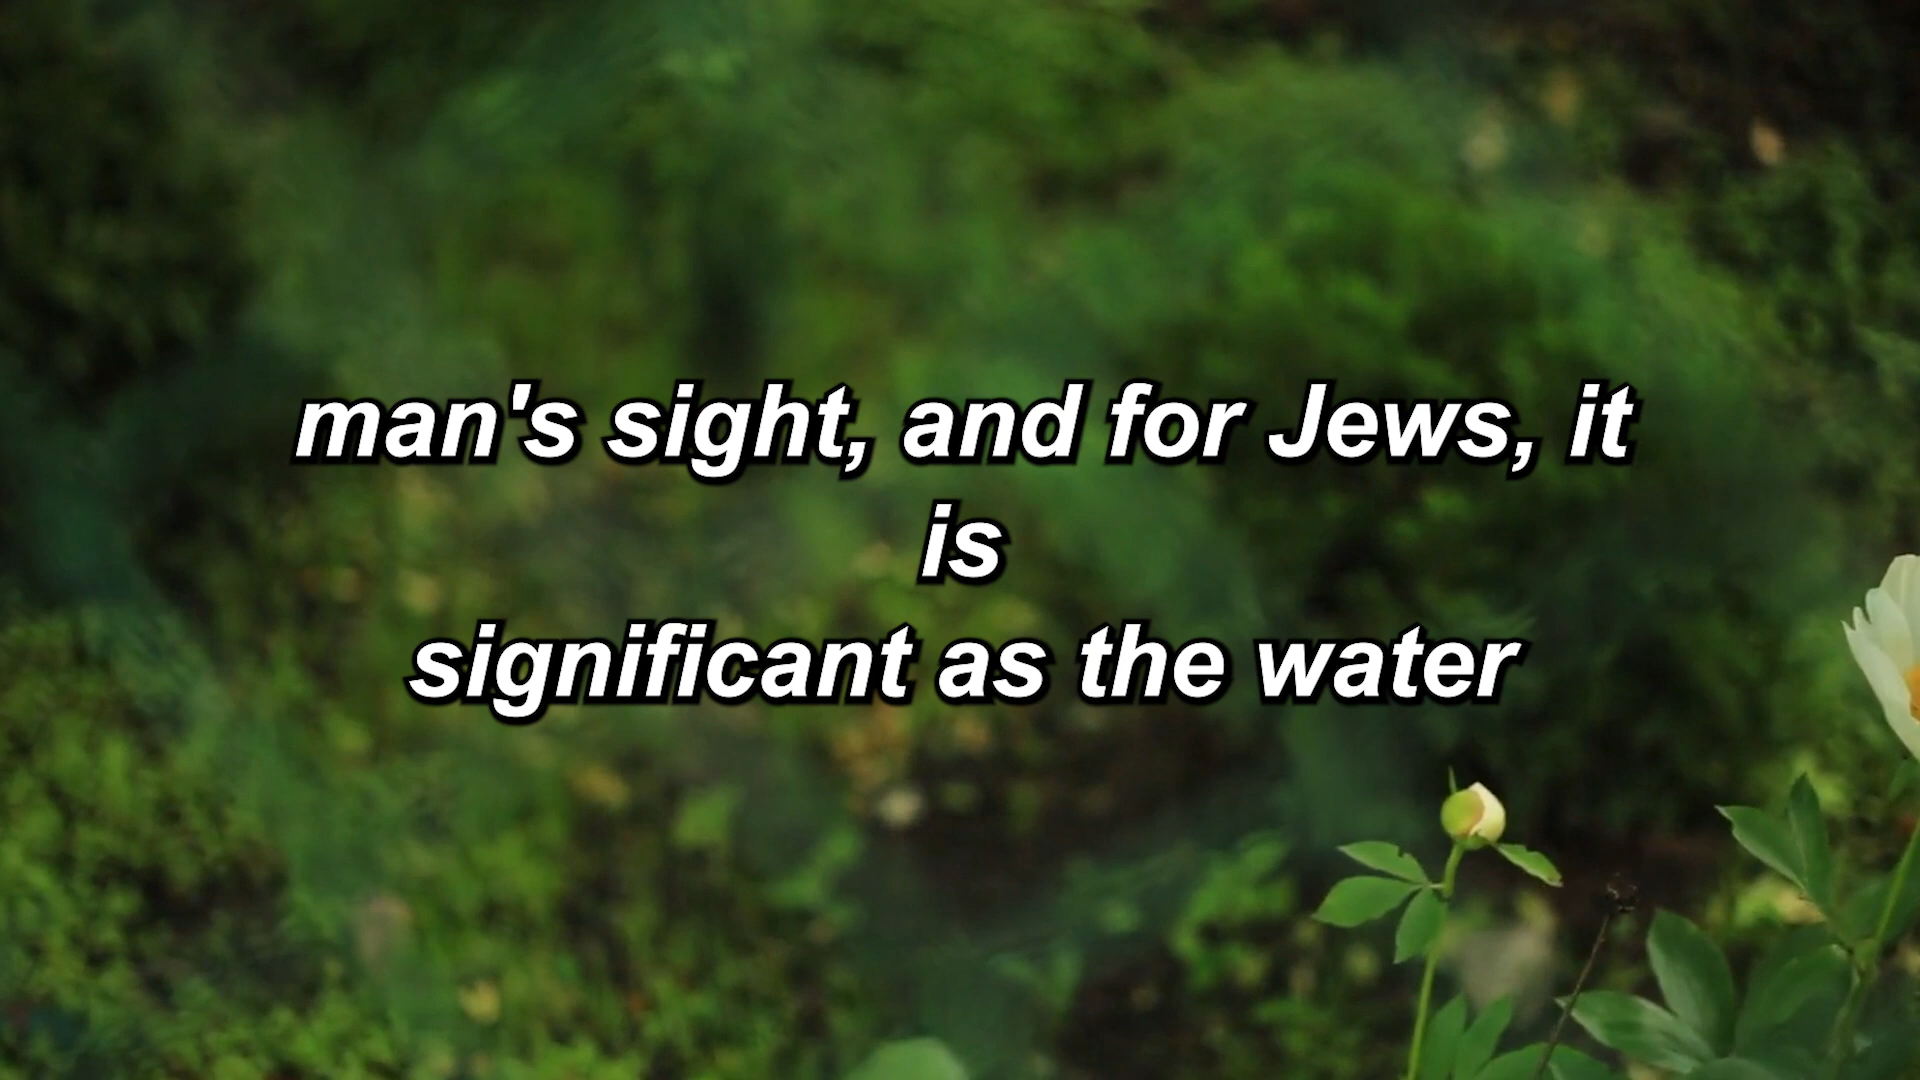 man's sight, and for Jews, it
is
significant as the water